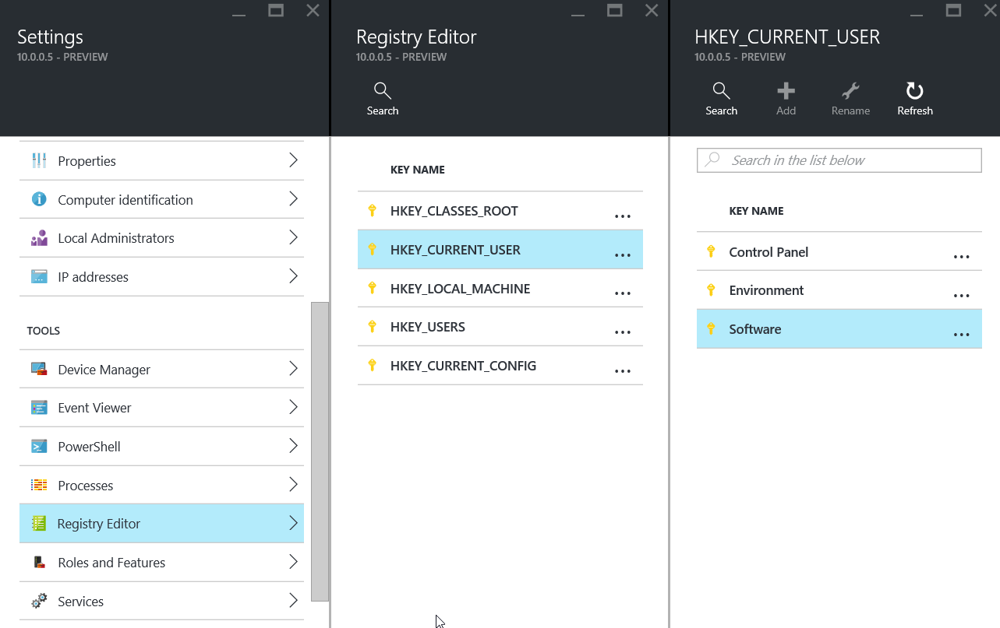 Settings
10.0.0.5 - PREVIEW
Properties
Computer identification
Local Administrators
IP addresses
TOOLS
Device Manager
Event Viewer
PowerShell
Processes
Registry Editor
Roles and Features
Services
Registry Editor
10.0.0.5 - PREVIEW
Search
KEY NAME
HKEY_CLASSES_ROOT ...
HKEY_CURRENT_USER ...
HKEY_LOCAL_MACHINE ...
HKEY_USERS ...
HKEY_CURRENT_CONFIG ...
HKEY_CURRENT_USER
10.0.0.5 - PREVIEW
Search Add Rename Refresh
Search in the list below
KEY NAME
Control Panel ...
Environment ...
Software ...